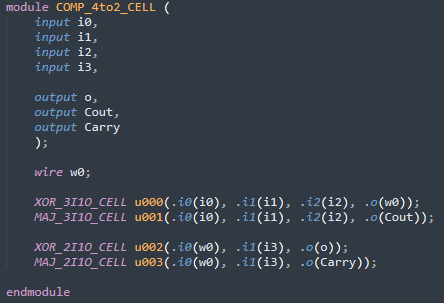 module COMP_4to2_CELL (
input i0,
input i1,
input i2,
input i3,
output o,
output Cout,
output Carry
);
wire w0;
XOR_3I1O_CELL u000(.i0(i0), .i1(i1), .i2(i2), .o(w0));
MAJ_3I1O_CELL u001(.i0(i0), .i1(i1), .i2(i2), .o(Cout));
XOR_2I1O_CELL u002(.i0(w0), .i1(i3), .o(o));
MAJ_2I1O_CELL u003(.i0(w0), .i1(i3), .o(Carry));
endmodule